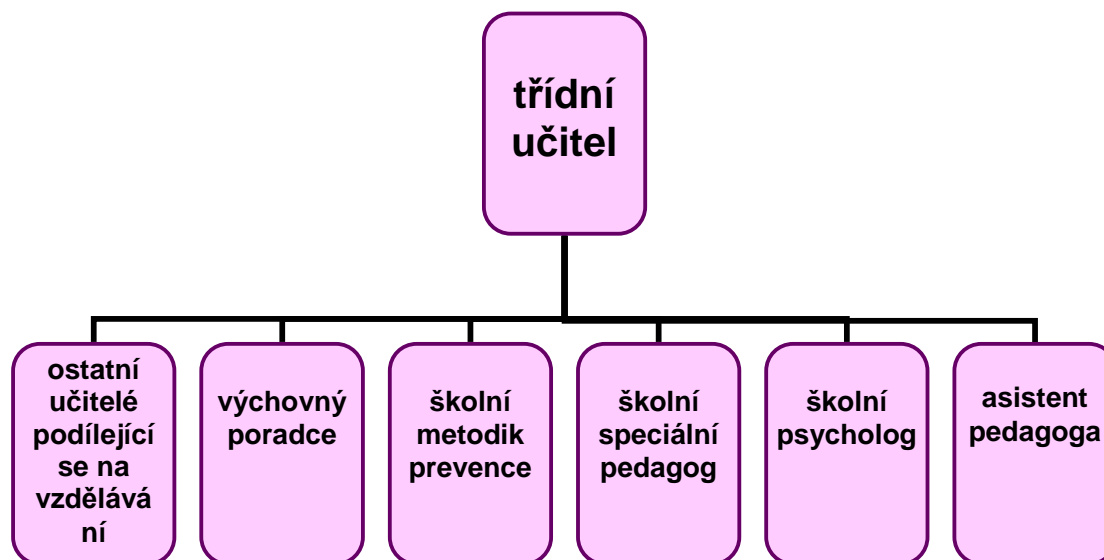 třídní
učitel
ostatní
učitelé
podílející
se na
vzdělává
ní
výchovný
poradce
školní
metodik
prevence
školní
speciální
pedagog
školní
psycholog
asistent
pedagoga